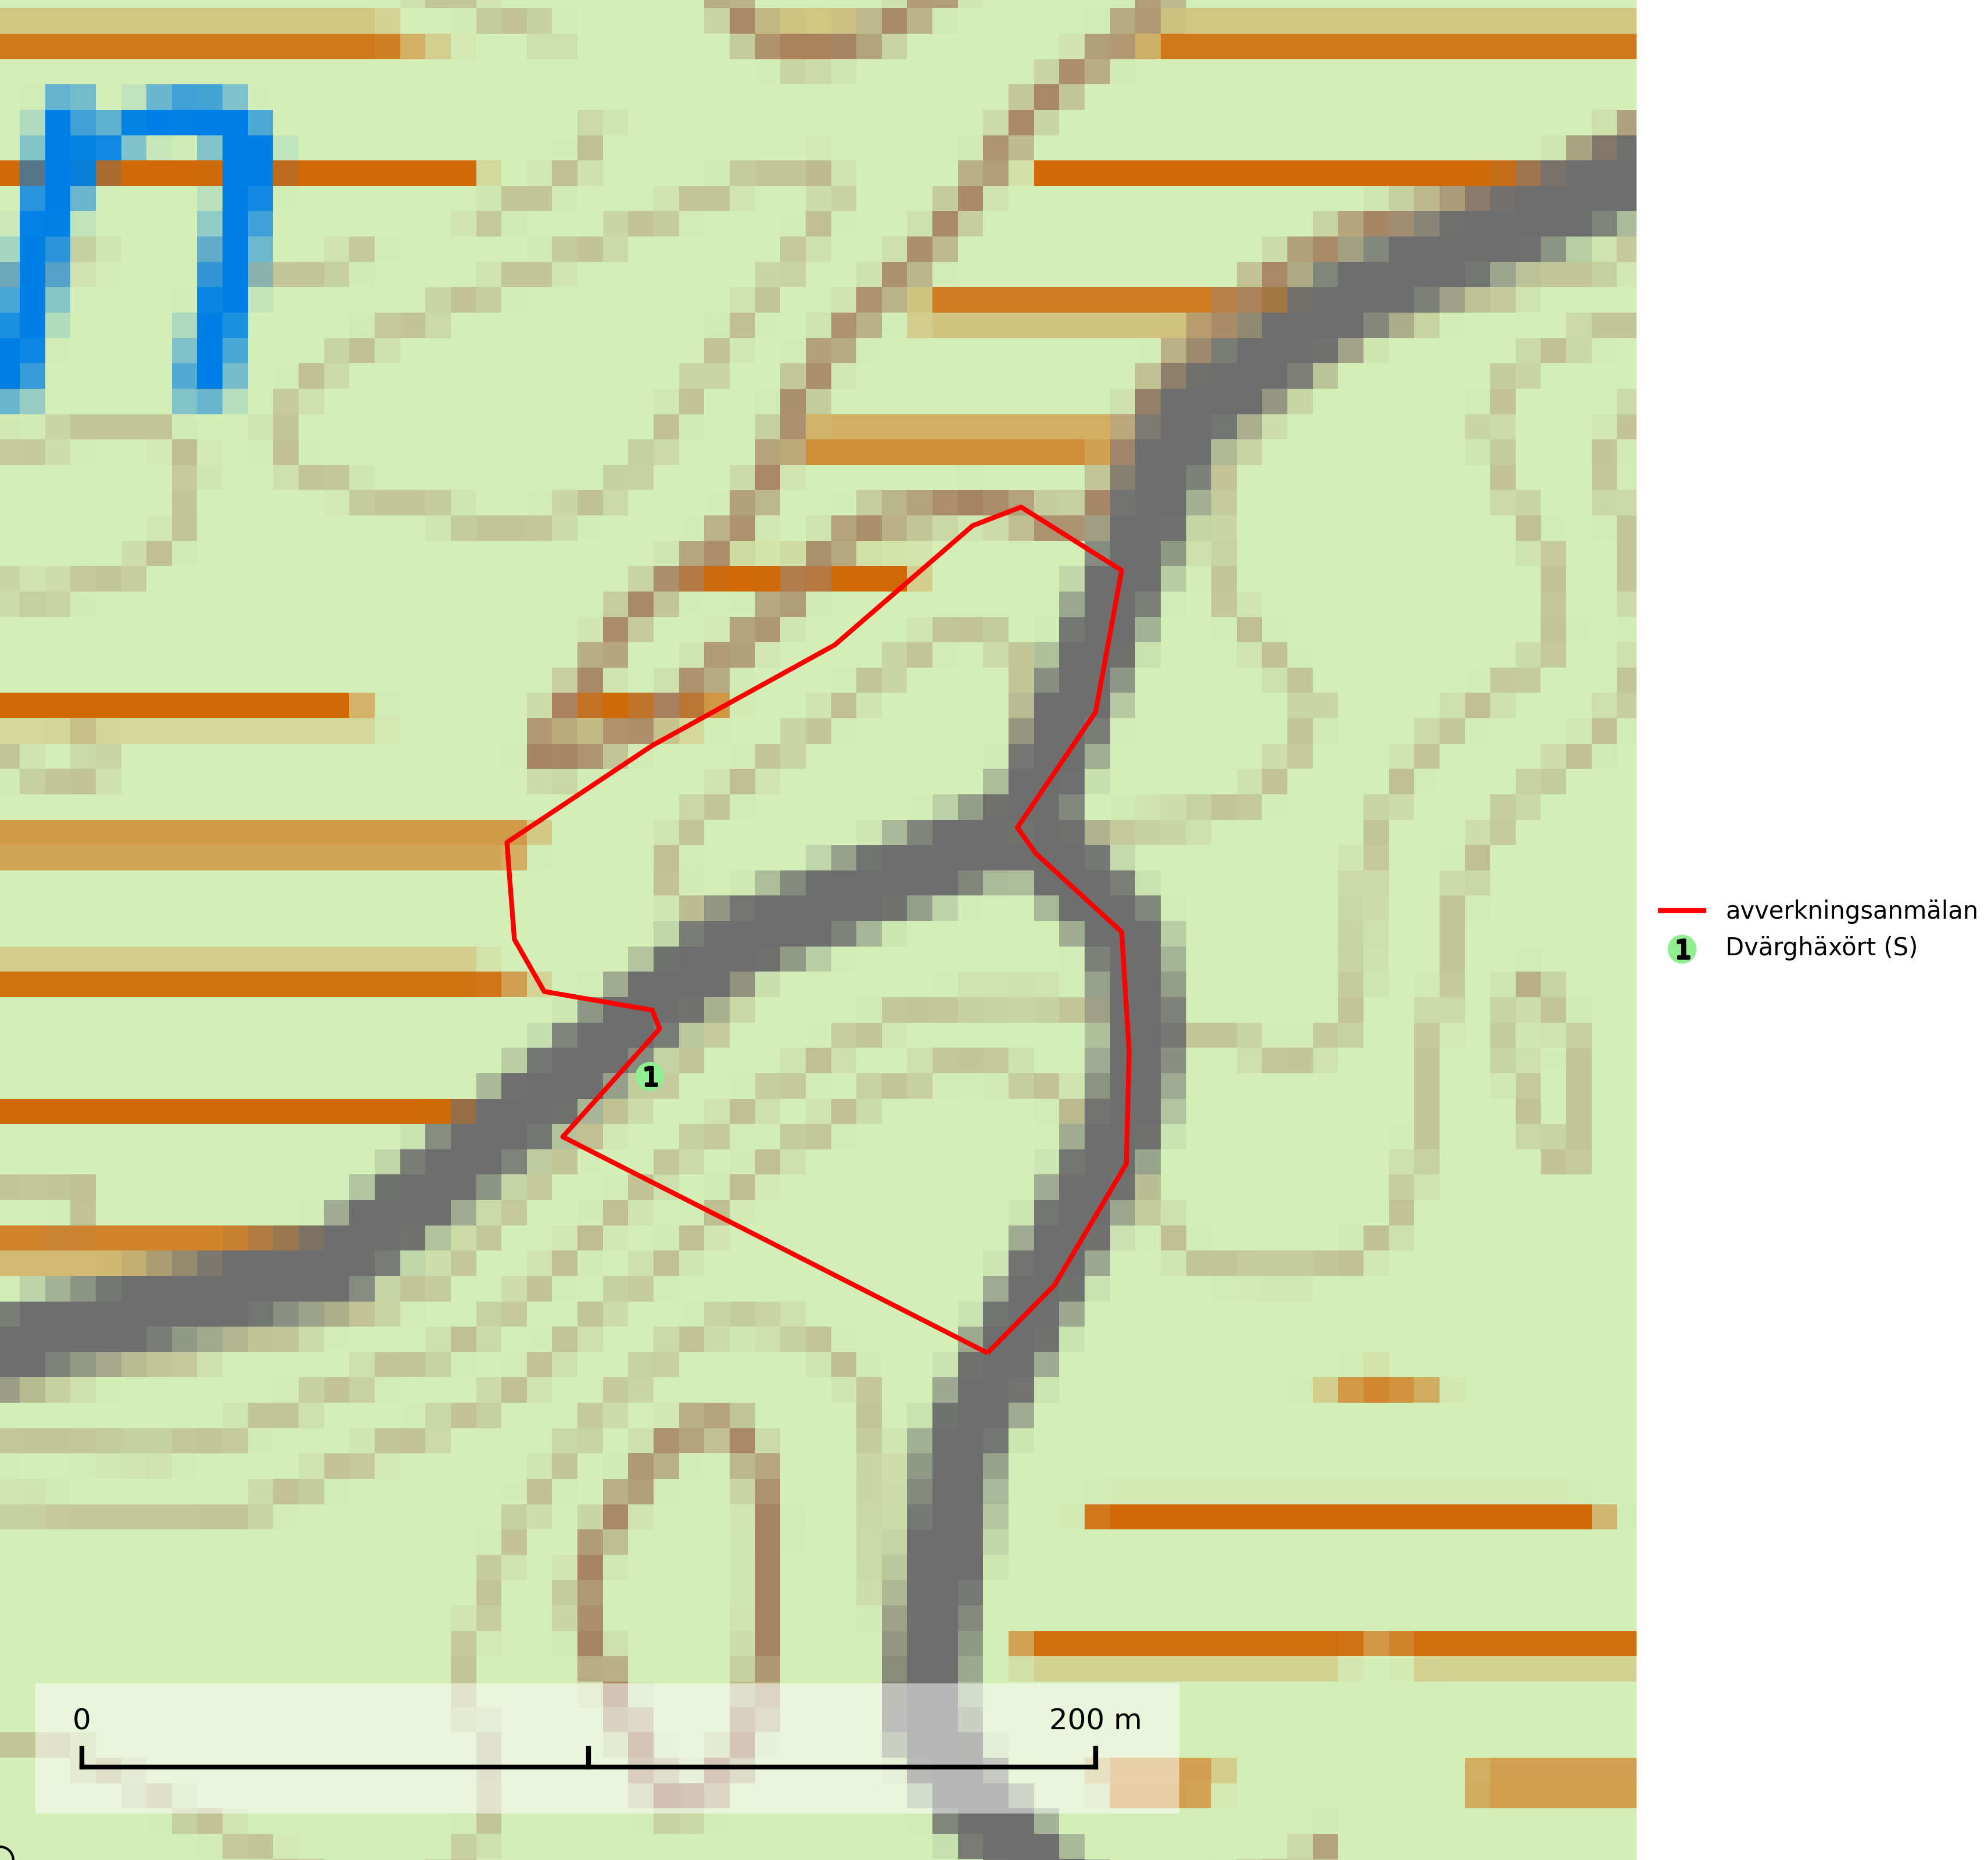 avverkningsanmälan
1 Dvärghäxört (S)
1
0 200 m